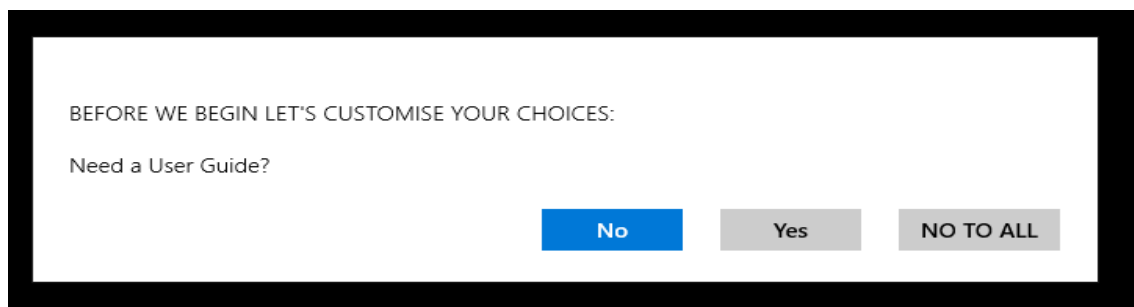 BEFORE WE BEGIN LET'S CUSTOMISE YOUR CHOICES:
Need a User Guide?
No Yes NO TO ALL